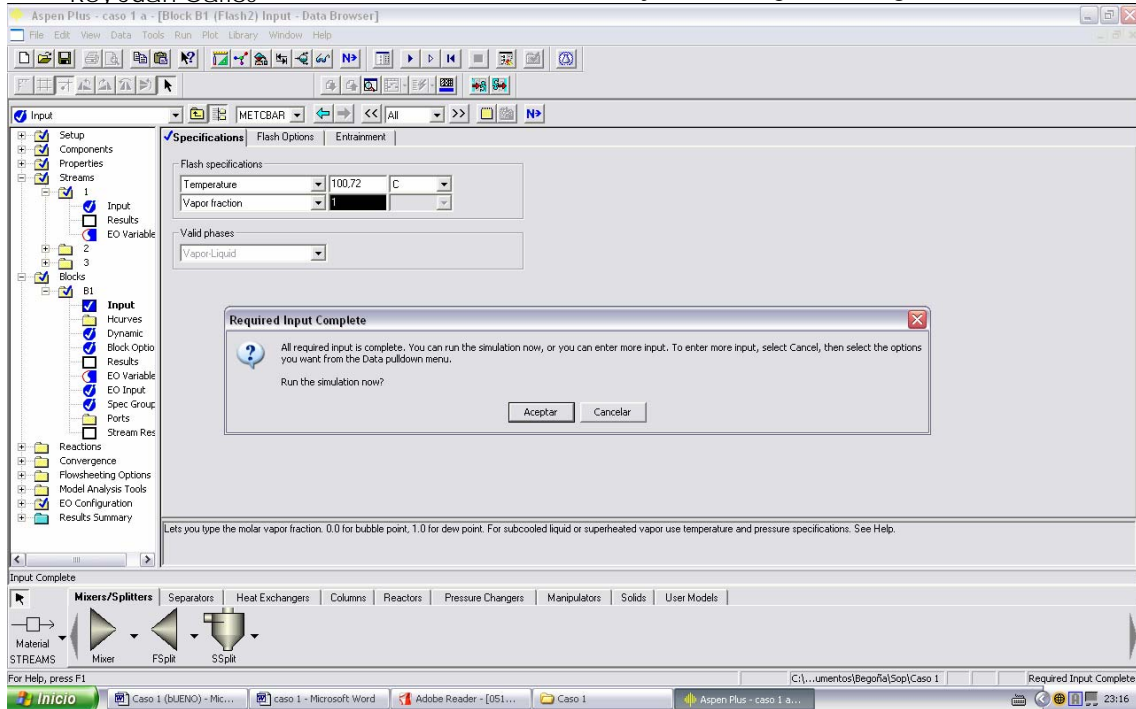 Rey, Juan Carlos
Aspen Plus - caso 1 a - [Block B1 (Flash2) Input - Data Browser]
File Edit View Data Tools Run Plot Library Window Help
N>
Input
METCBAR
<< All >>
N>
Setup
Components
Properties
Streams
1
Input
Results
EO Variable
2
3
Blocks
B1
Input
Hcurves
Dynamic
Block Optio
Results
EO Variable
EO Input
Spec Group
Ports
Stream Res
Reactions
Convergence
Flowsheeting Options
Model Analysis Tools
EO Configuration
Results Summary
Specifications Flash Options Entrainment
Flash specifications
Temperature 100,72 C
Vapor fraction 1
Valid phases
Vapor-Liquid
Required Input Complete
All required input is complete. You can run the simulation now, or you can enter more input. To enter more input, select Cancel, then select the options
you want from the Data pulldown menu.
Run the simulation now?
Aceptar Cancelar
Lets you type the molar vapor fraction. 0.0 for bubble point, 1.0 for dew point. For subcooled liquid or superheated vapor use temperature and pressure specifications. See Help.
Input Complete
Mixers/Splitters Separators Heat Exchangers Columns Reactors Pressure Changers Manipulators Solids User Models
Material
STREAMS Mixer FSplit SSplit
For Help, press F1 C:\...umentos\Begoña\Sop\Caso 1 Required Input Complete
Inicio Caso 1 (bUENO) - Mic... caso 1 - Microsoft Word Adobe Reader - [051... Caso 1 Aspen Plus - caso 1 a... 23:16